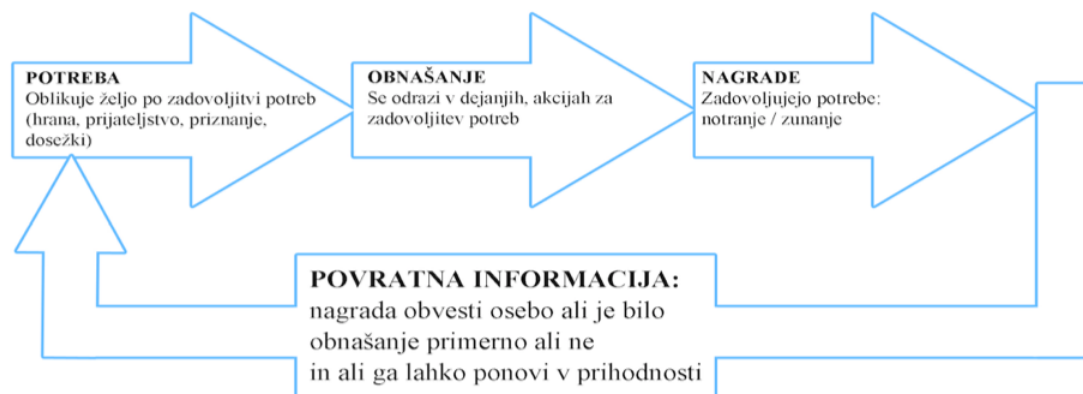 POTREBA
Oblikuje željo po zadovoljitvi potreb
(hrana, prijateljstvo, priznanje,
dosežki)
OBNAŠANJE
Se odrazi v dejanjih, akcijah za
zadovoljitev potreb
NAGRADE
Zadovoljujejo potrebe:
notranje / zunanje
POVRATNA INFORMACIJA:
nagrada obvesti osebo ali je bilo
obnašanje primerno ali ne
in ali ga lahko ponovi v prihodnosti